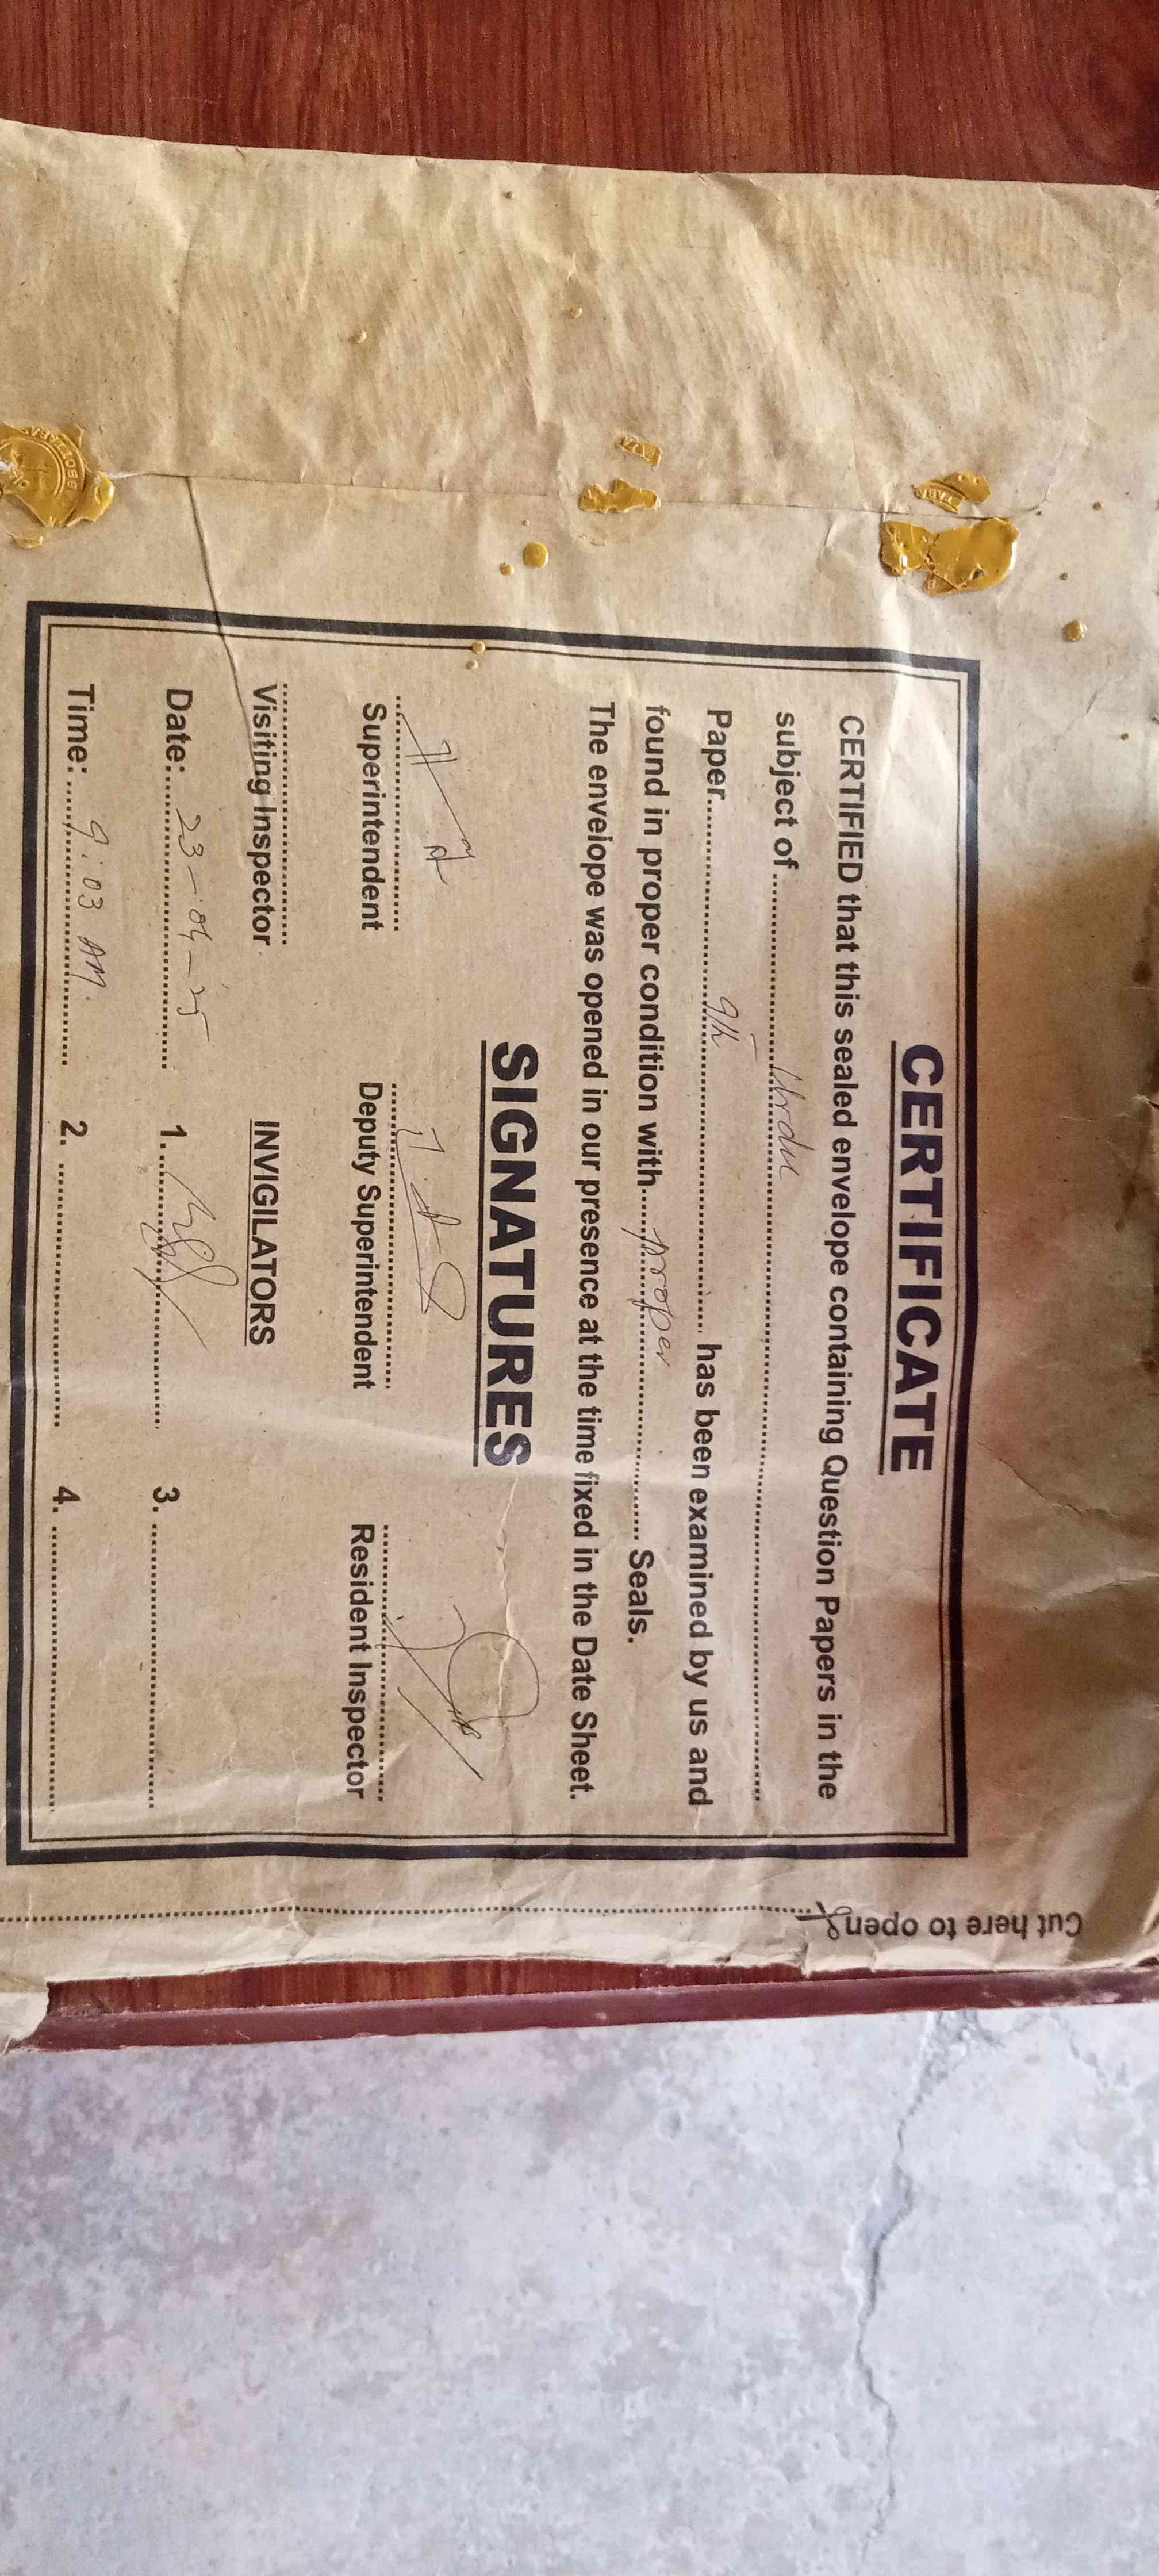 CERTIFICATE
CERTIFIED that this sealed envelope containing Question Papers in the
subject of ........ Urdu ........
Paper ........ 9th ........ has been examined by us and
found in proper condition with ........ proper ........ Seals.
The envelope was opened in our presence at the time fixed in the Date Sheet.
SIGNATURES
Superintendent Deputy Superintendent Resident Inspector
Visiting Inspector INVIGILATORS
Date: 23-04-25 1. ........ 3. ........
Time: 9:03 AM. 2. ........ 4. ........
Cut here to open